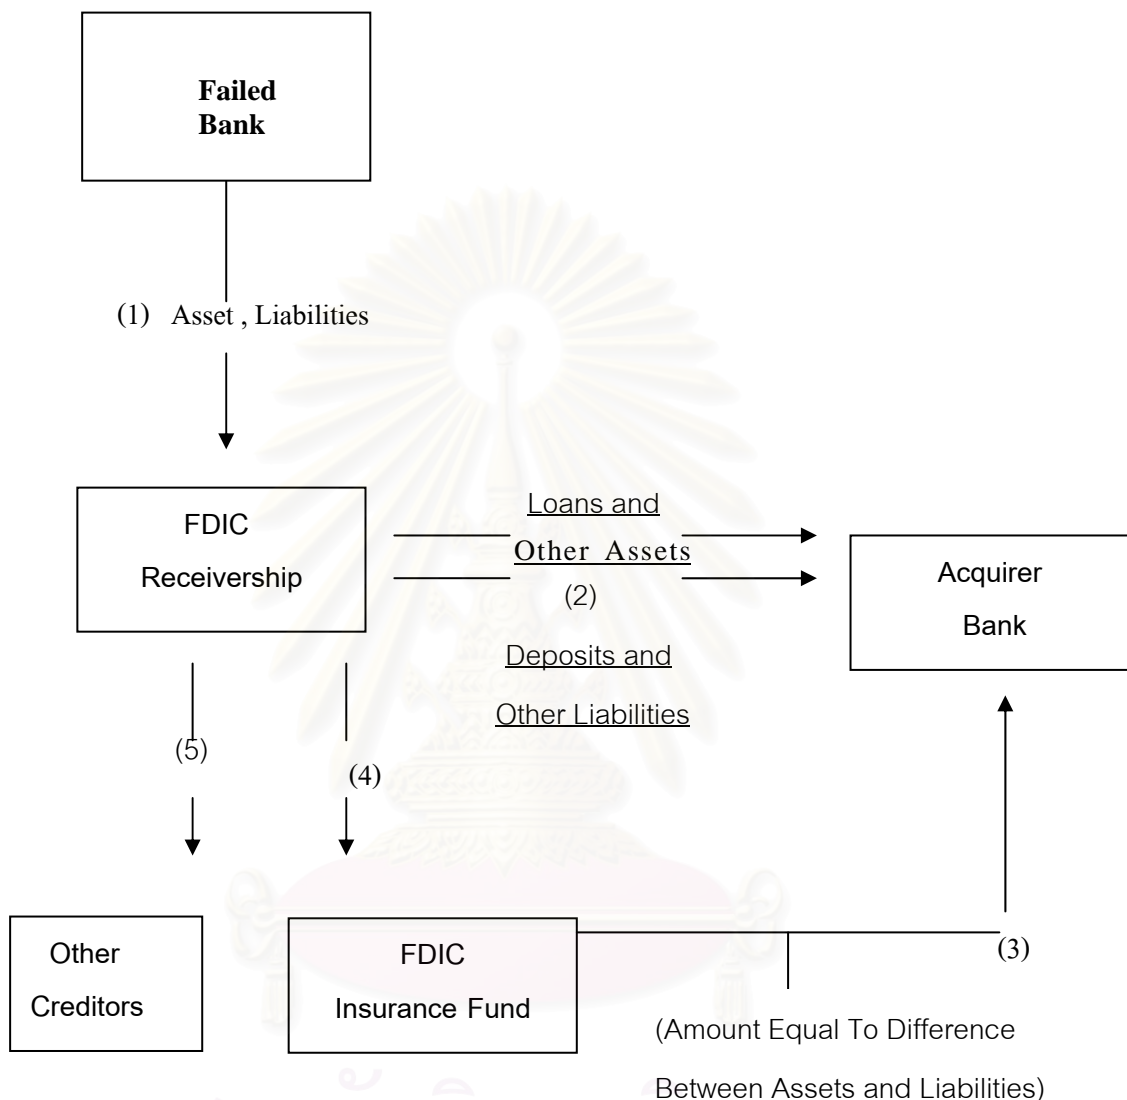 Failed
Bank
(1) Asset , Liabilities
FDIC
Receivership
Loans and
Other Assets
(2)
Deposits and
Other Liabilities
Acquirer
Bank
(5)
(4)
Other
Creditors
FDIC
Insurance Fund
(3)
(Amount Equal To Difference
Between Assets and Liabilities)